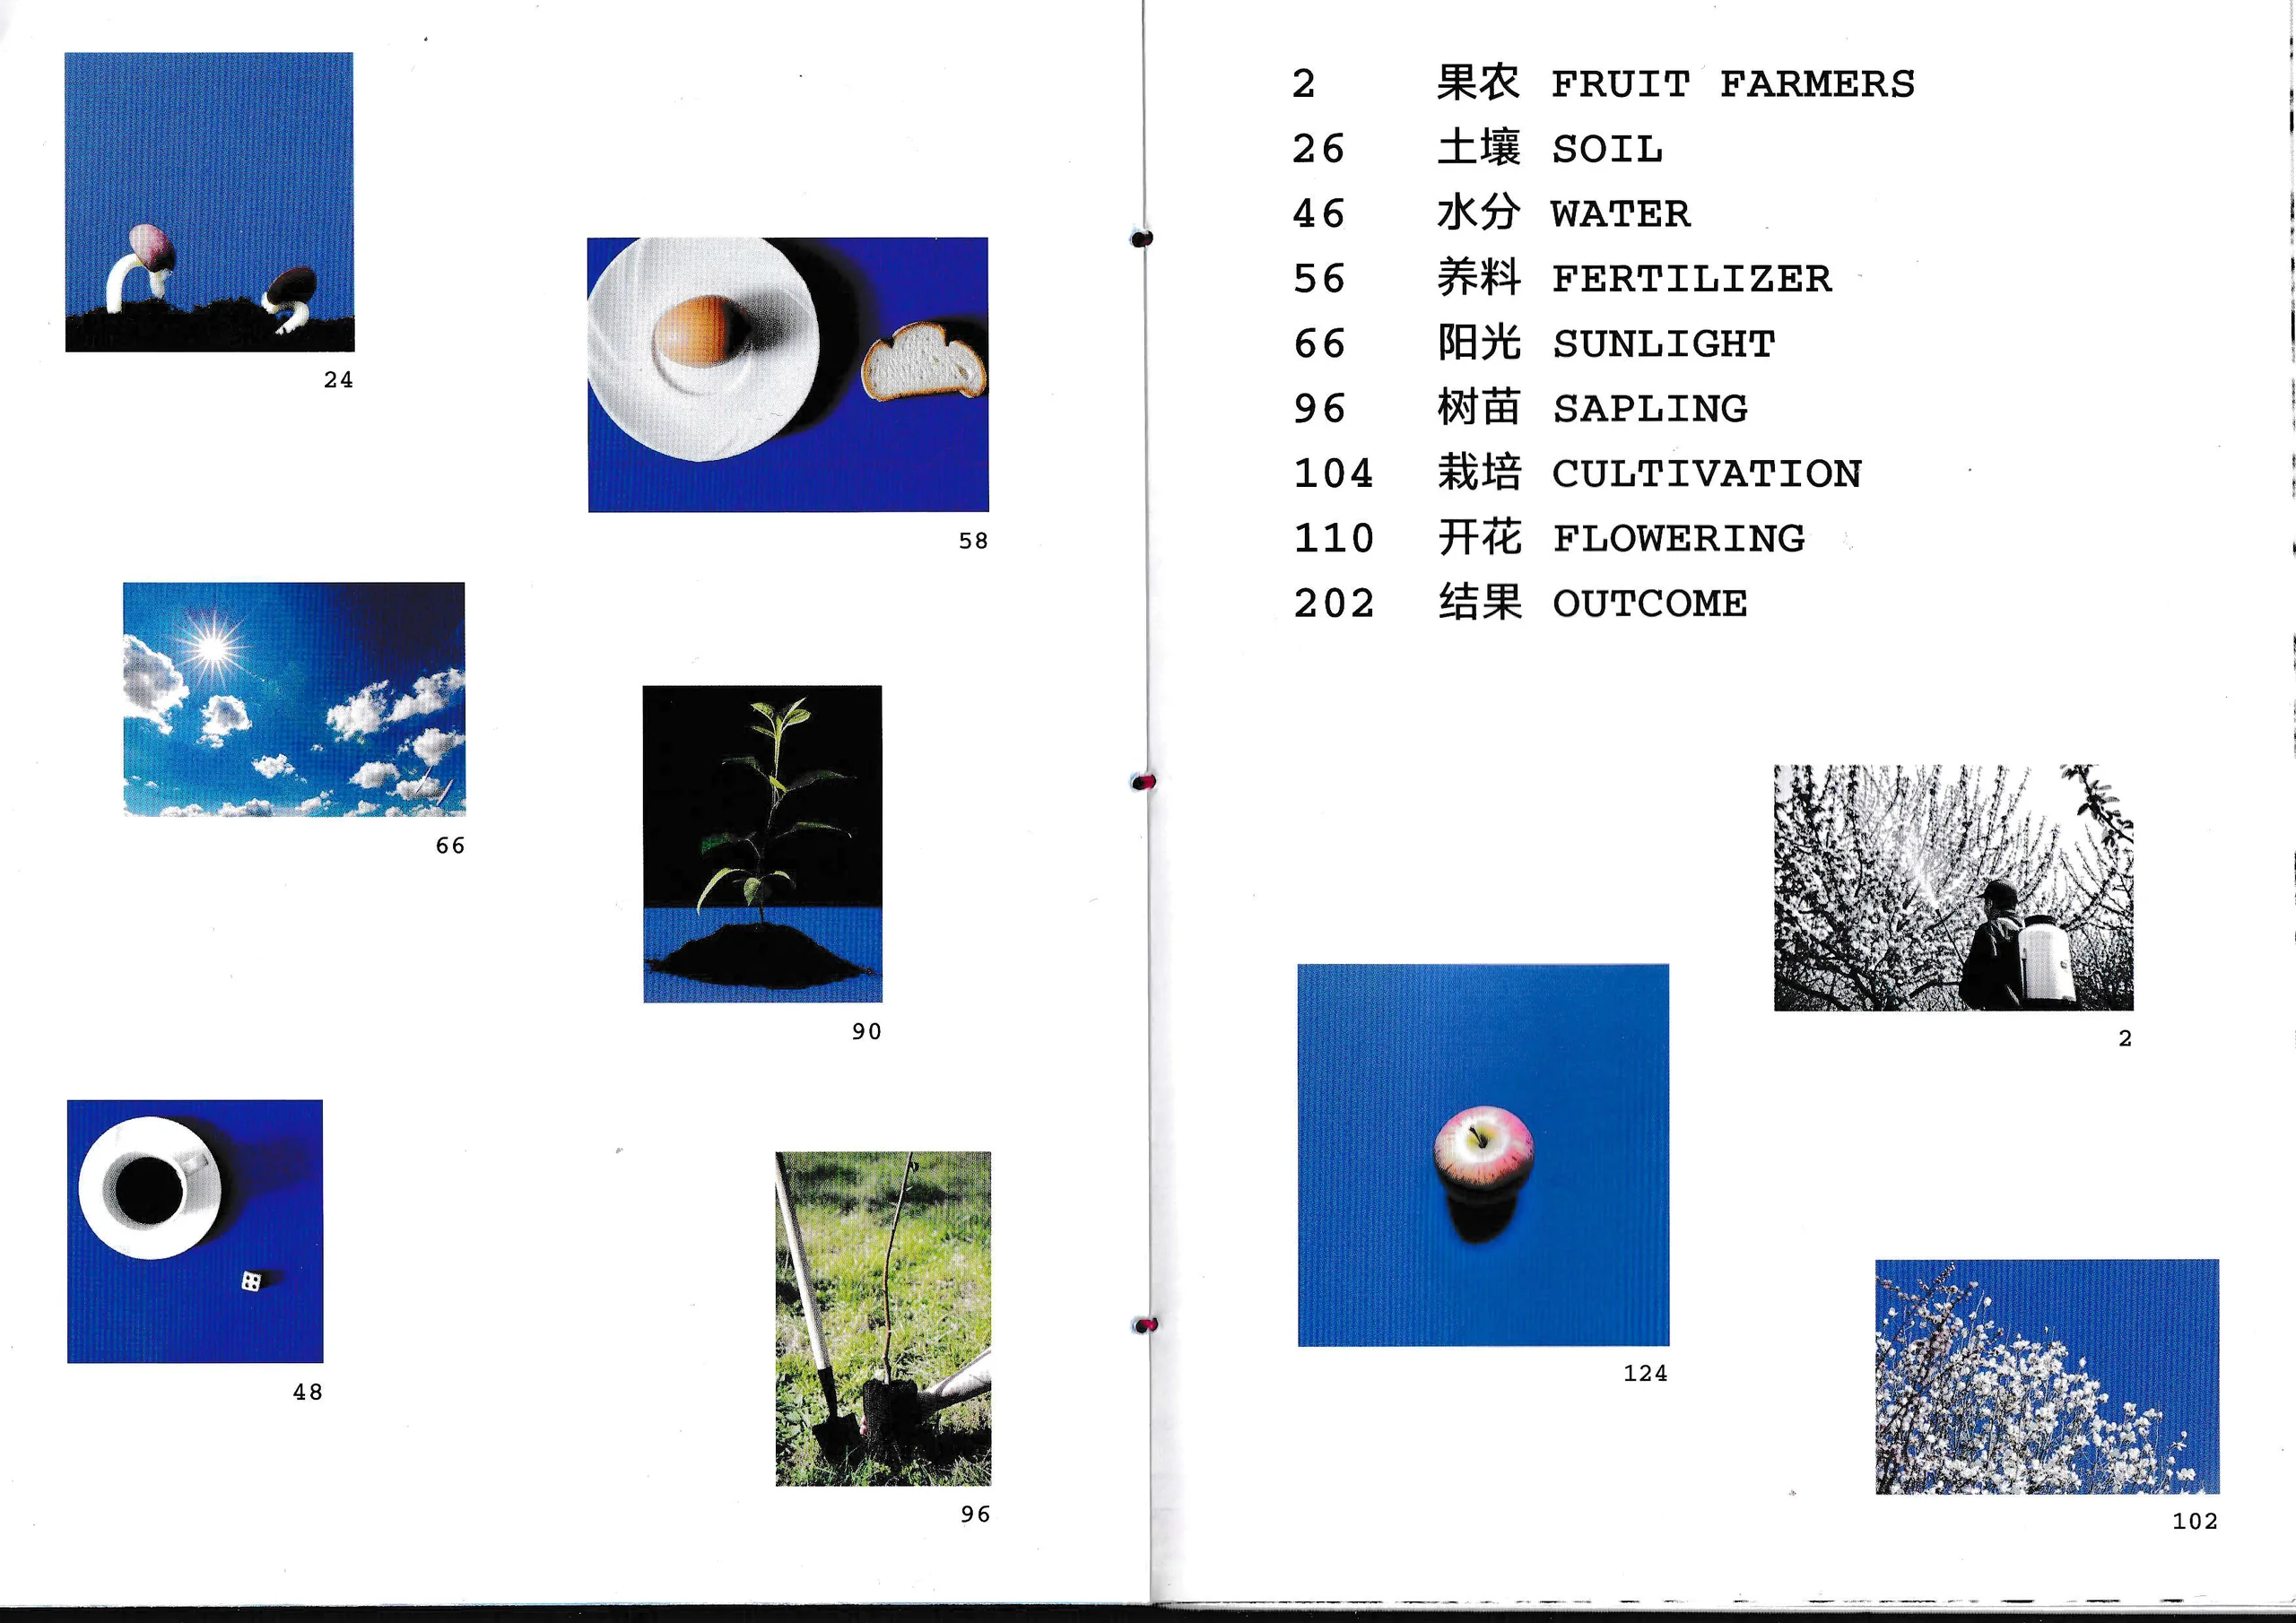 24
58
66
90
48
96
2 果农 FRUIT FARMERS
26 土壤 SOIL
46 水分 WATER
56 养料 FERTILIZER
66 阳光 SUNLIGHT
96 树苗 SAPLING
104 栽培 CULTIVATION
110 开花 FLOWERING
202 结果 OUTCOME
2
124
102